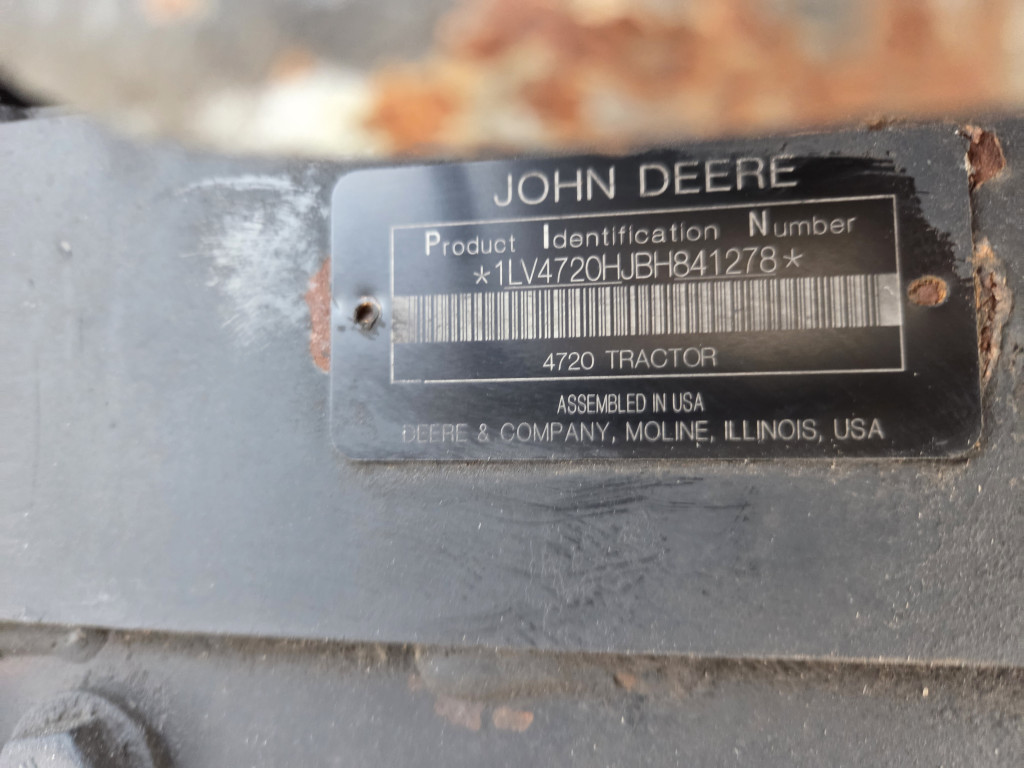 JOHN DEERE
Product Identification Number
*1LV4720HJBH841278*
4720 TRACTOR
ASSEMBLED IN USA
DEERE & COMPANY, MOLINE, ILLINOIS, USA